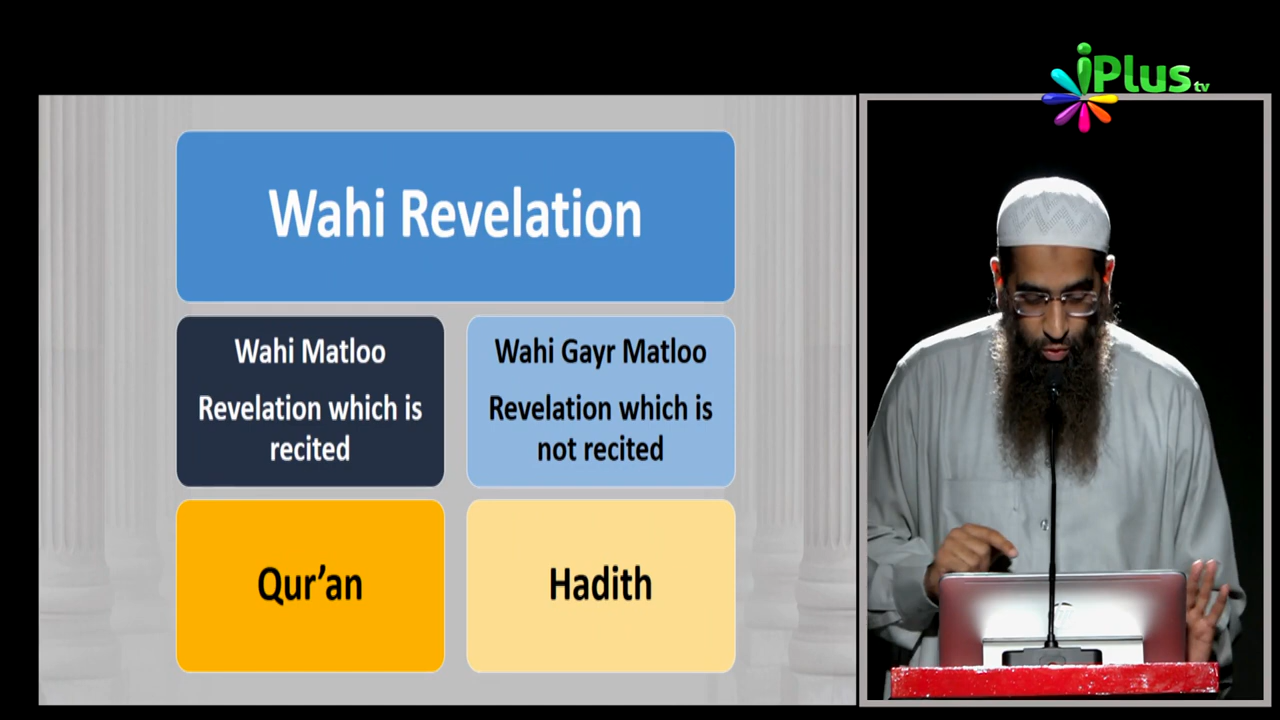 iPlus tv
Wahi Revelation
Wahi Matloo
Revelation which is
recited
Wahi Gayr Matloo
Revelation which is
not recited
Qur’an
Hadith
hp